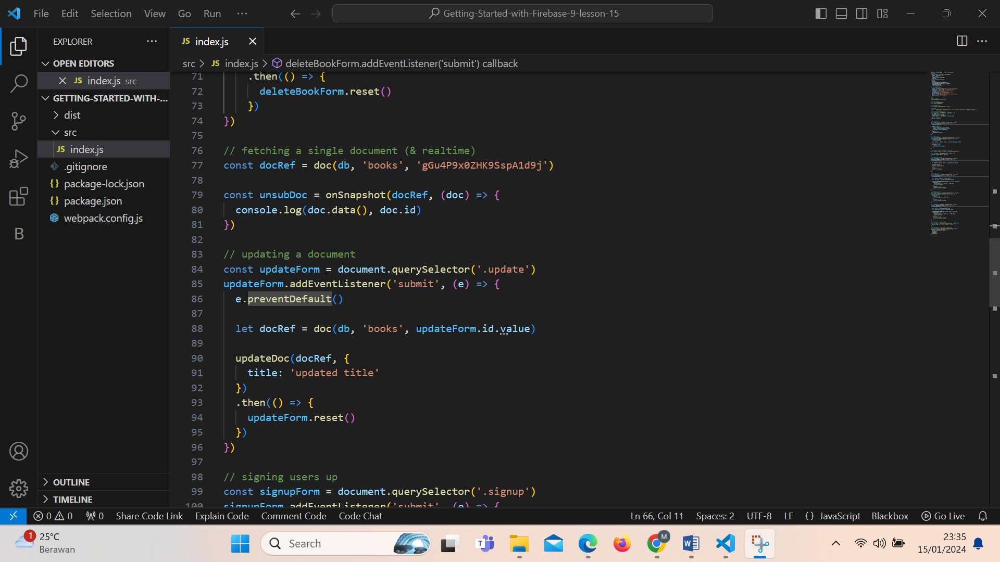 File Edit Selection View Go Run ···
Getting-Started-with-Firebase-9-lesson-15
EXPLORER
OPEN EDITORS
JS index.js src
GETTING-STARTED-WITH-...
dist
src
JS index.js
.gitignore
{} package-lock.json
{} package.json
webpack.config.js
B
OUTLINE
TIMELINE
JS index.js
src > JS index.js > deleteBookForm.addEventListener('submit') callback
71 .then(() => {
72 deleteBookForm.reset()
73 })
74 })
75
76 // fetching a single document (& realtime)
77 const docRef = doc(db, 'books', 'gGu4P9x0ZHK9SspA1d9j')
78
79 const unsubDoc = onSnapshot(docRef, (doc) => {
80 console.log(doc.data(), doc.id)
81 })
82
83 // updating a document
84 const updateForm = document.querySelector('.update')
85 updateForm.addEventListener('submit', (e) => {
86 e.preventDefault()
87
88 let docRef = doc(db, 'books', updateForm.id.value)
89
90 updateDoc(docRef, {
91 title: 'updated title'
92 })
93 .then(() => {
94 updateForm.reset()
95 })
96 })
97
98 // signing users up
99 const signupForm = document.querySelector('.signup')
100 signupForm.addEventListener('submit', (e) => {
0 0 0 Share Code Link Explain Code Comment Code Code Chat
Ln 66, Col 11 Spaces: 2 UTF-8 LF {} JavaScript Blackbox Go Live
1 25°C
Berawan
Search
T
M
W
23:35
15/01/2024